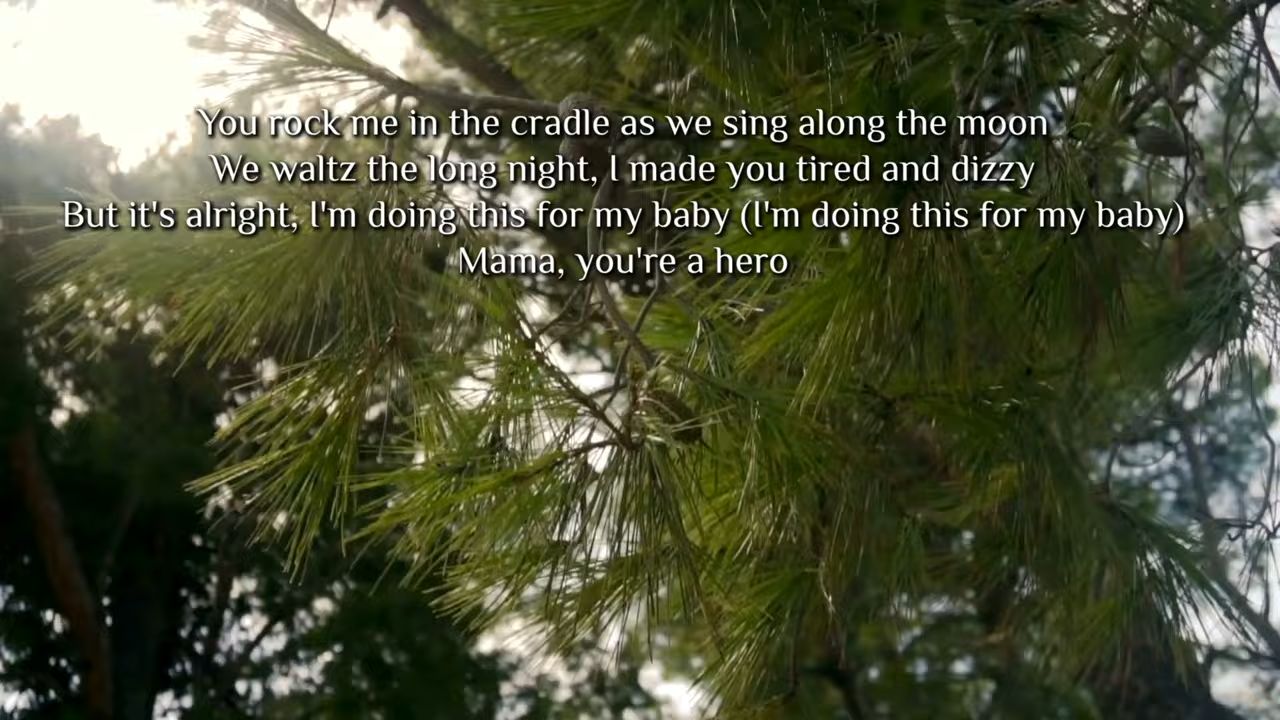 You rock me in the cradle as we sing along the moon
We waltz the long night, I made you tired and dizzy
But it's alright, I'm doing this for my baby (I'm doing this for my baby)
Mama, you're a hero